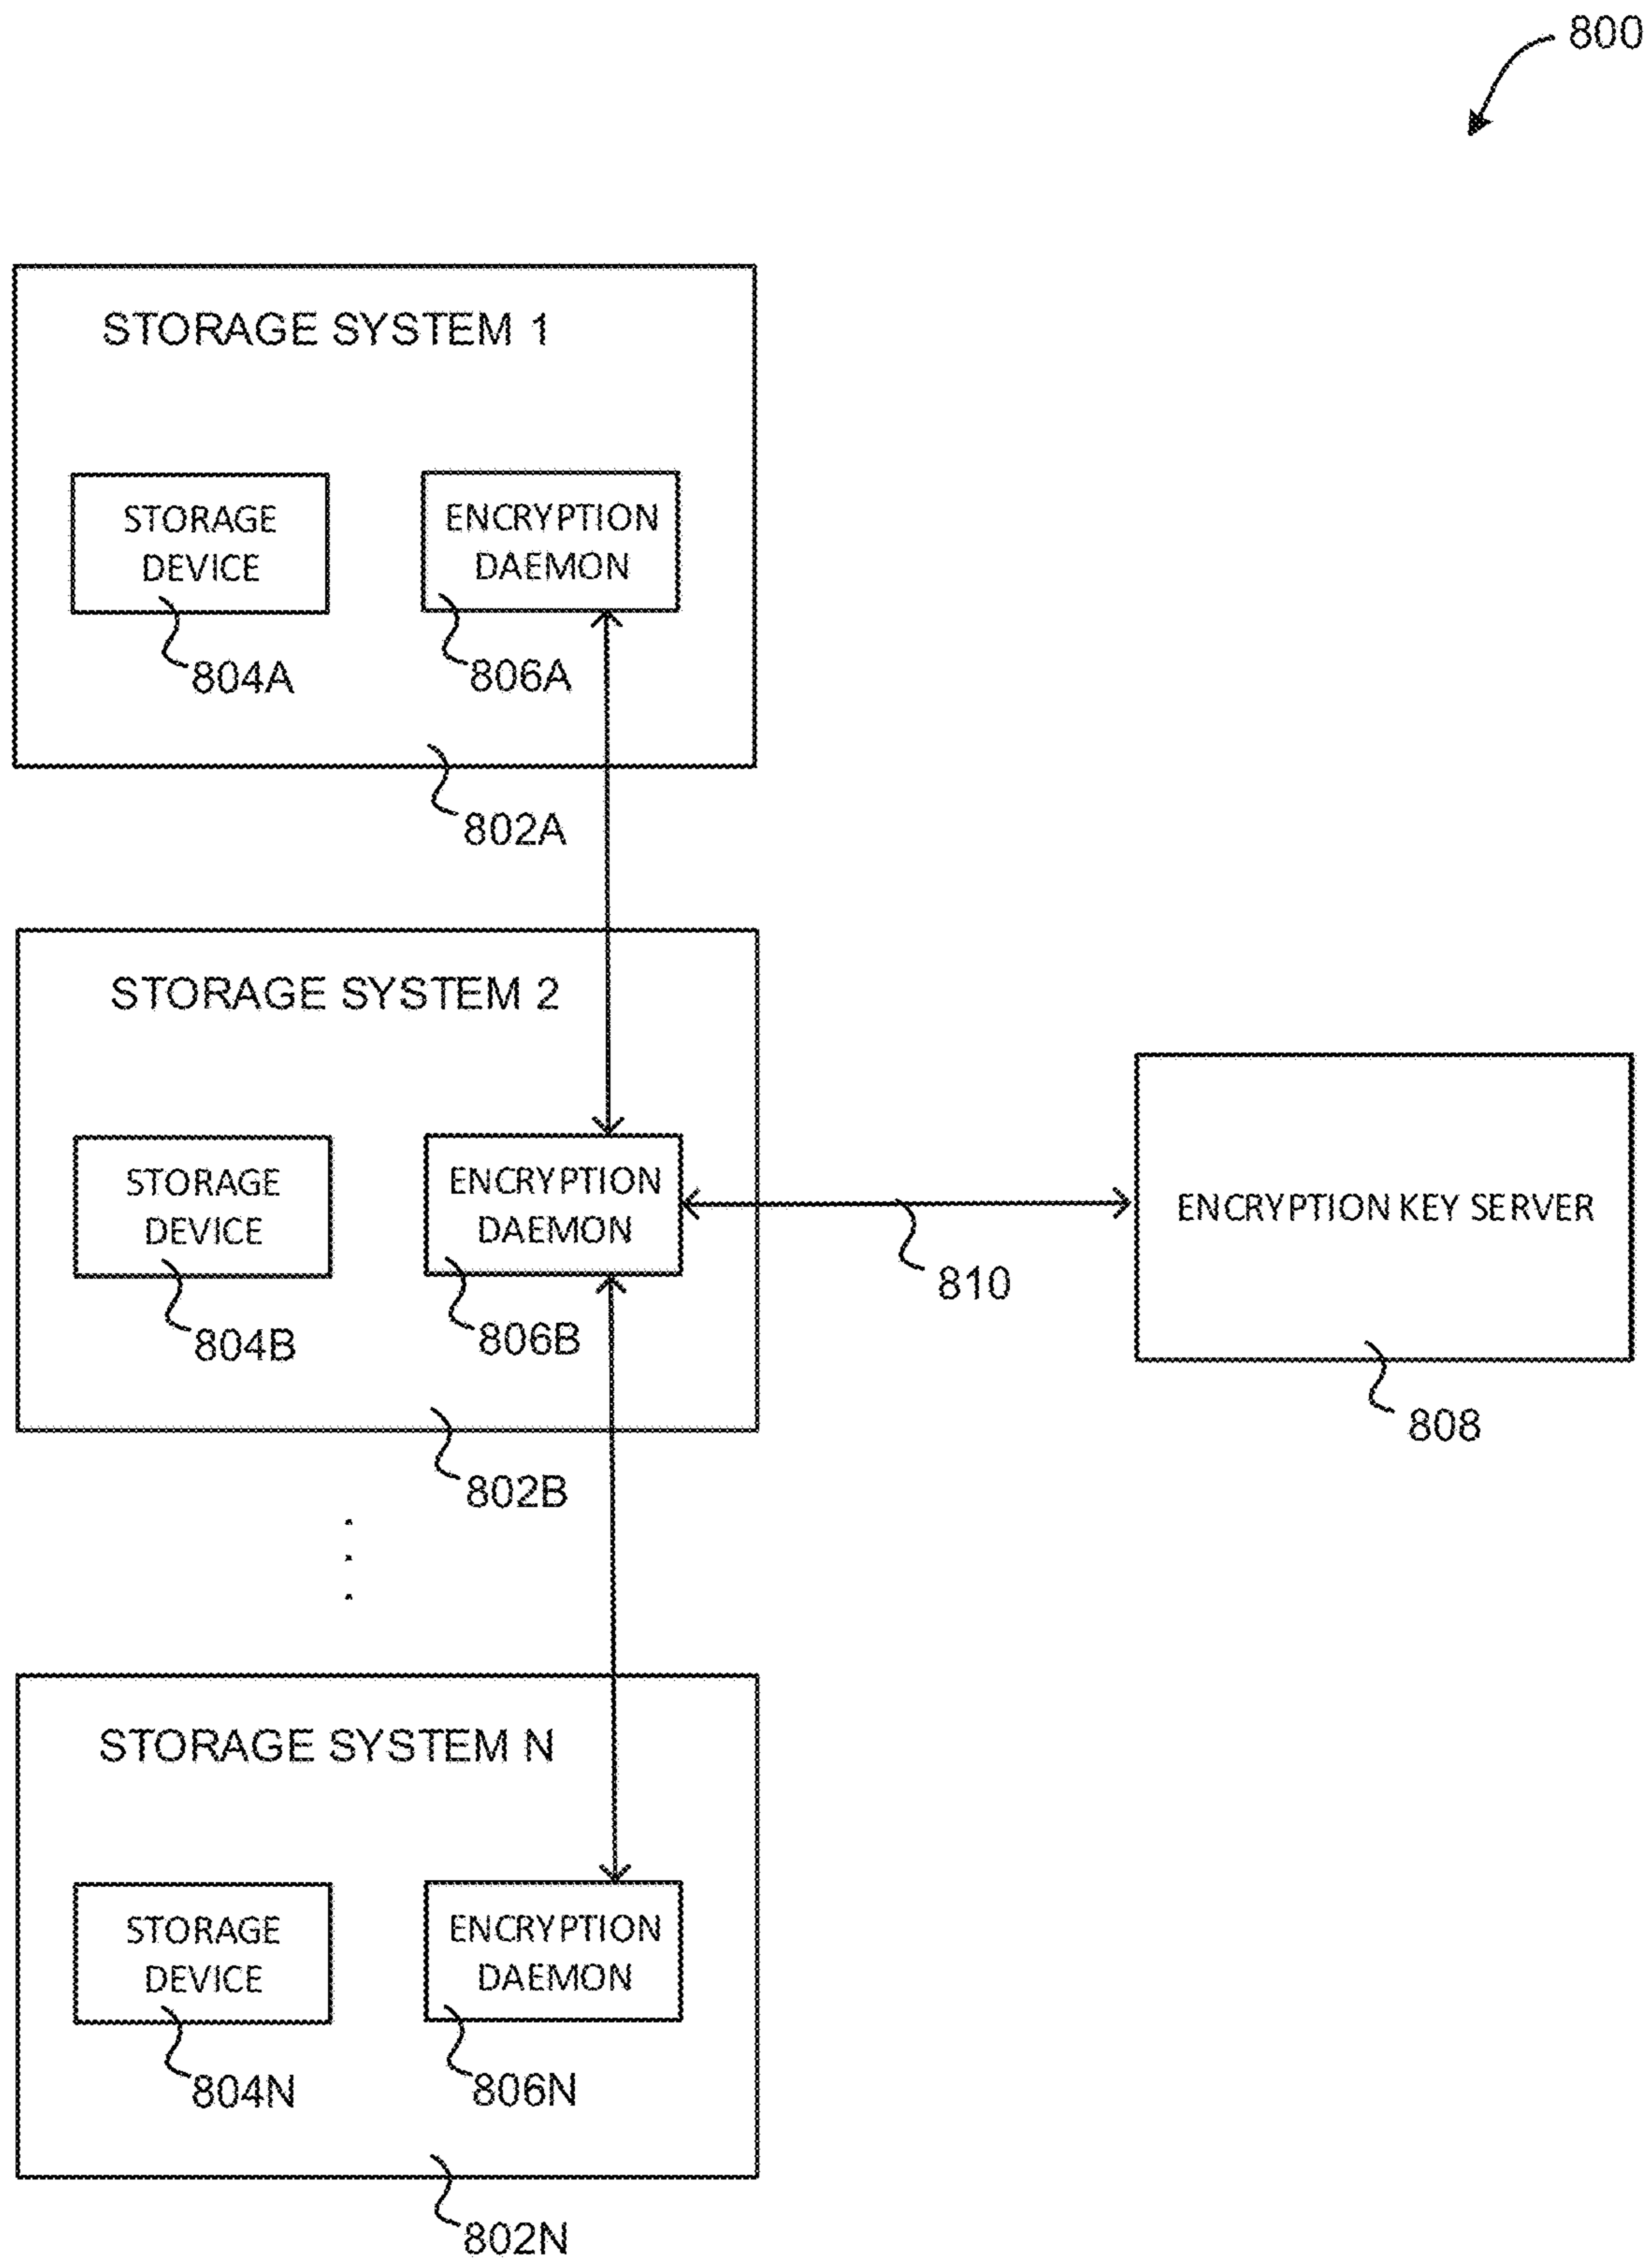 800
STORAGE SYSTEM 1
STORAGE
DEVICE
ENCRYPTION
DAEMON
804A
806A
802A
STORAGE SYSTEM 2
STORAGE
DEVICE
ENCRYPTION
DAEMON
804B
806B
802B
810
ENCRYPTION KEY SERVER
808
STORAGE SYSTEM N
STORAGE
DEVICE
ENCRYPTION
DAEMON
804N
806N
802N